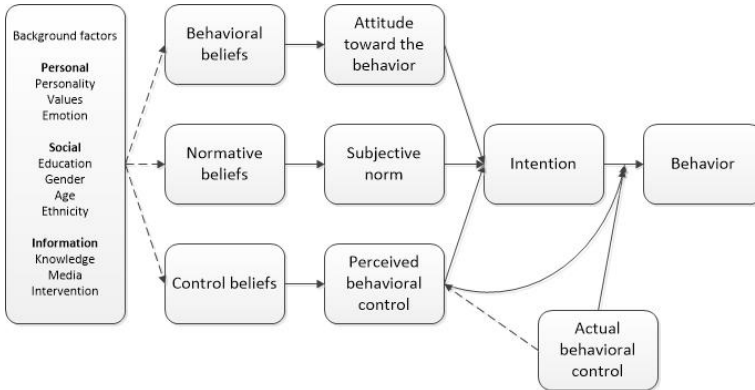 Background factors
Personal
Personality
Values
Emotion
Social
Education
Gender
Age
Ethnicity
Information
Knowledge
Media
Intervention
Behavioral
beliefs
Attitude
toward the
behavior
Normative
beliefs
Subjective
norm
Intention
Behavior
Control beliefs
Perceived
behavioral
control
Actual
behavioral
control